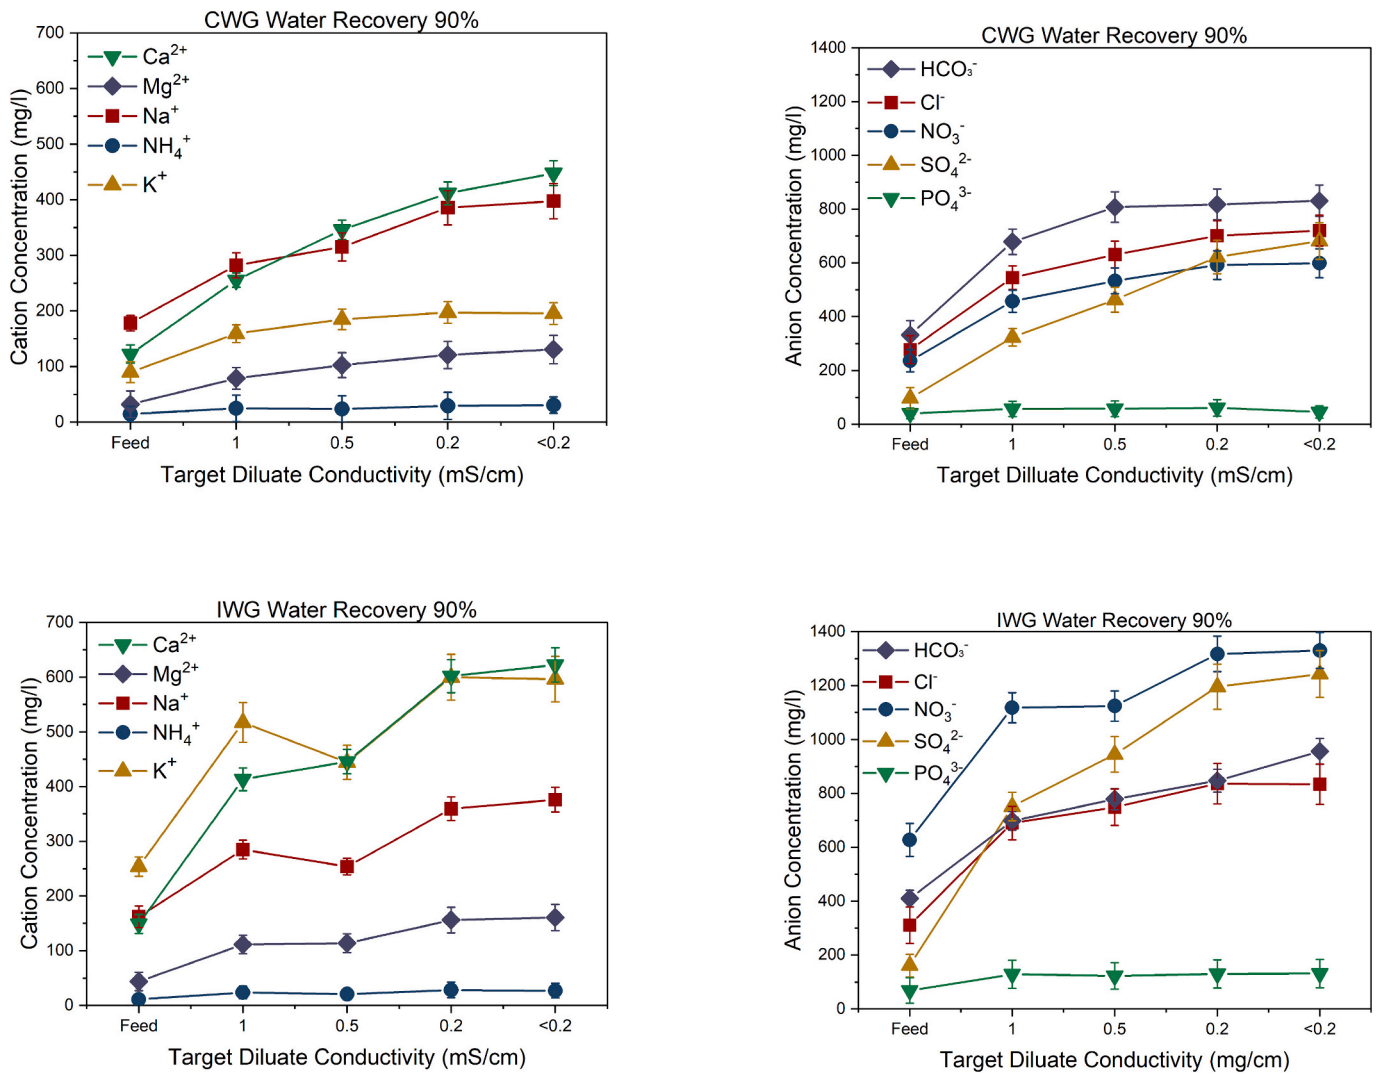 CWG Water Recovery 90%
700
600
500
400
300
200
100
0
Ca²⁺
Mg²⁺
Na⁺
NH₄⁺
K⁺
Cation Concentration (mg/l)
Feed 1 0.5 0.2 <0.2
Target Diluate Conductivity (mS/cm)
CWG Water Recovery 90%
1400
1200
1000
800
600
400
200
0
HCO₃⁻
Cl⁻
NO₃⁻
SO₄²⁻
PO₄³⁻
Anion Concentration (mg/l)
Feed 1 0.5 0.2 <0.2
Target Diluate Conductivity (mS/cm)
IWG Water Recovery 90%
700
600
500
400
300
200
100
0
Ca²⁺
Mg²⁺
Na⁺
NH₄⁺
K⁺
Cation Concentration (mg/l)
Feed 1 0.5 0.2 <0.2
Target Diluate Conductivity (mS/cm)
IWG Water Recovery 90%
1400
1200
1000
800
600
400
200
0
HCO₃⁻
Cl⁻
NO₃⁻
SO₄²⁻
PO₄³⁻
Anion Concentration (mg/l)
Feed 1 0.5 0.2 <0.2
Target Diluate Conductivity (mg/cm)